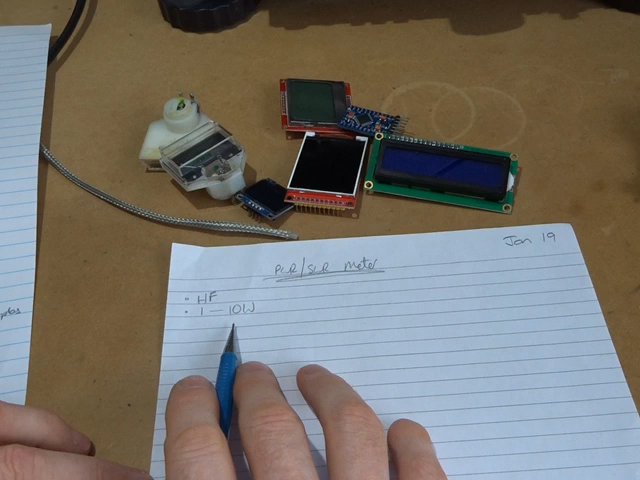 Jan 19
PWR/SWR meter
• HF
• 1 — 10W